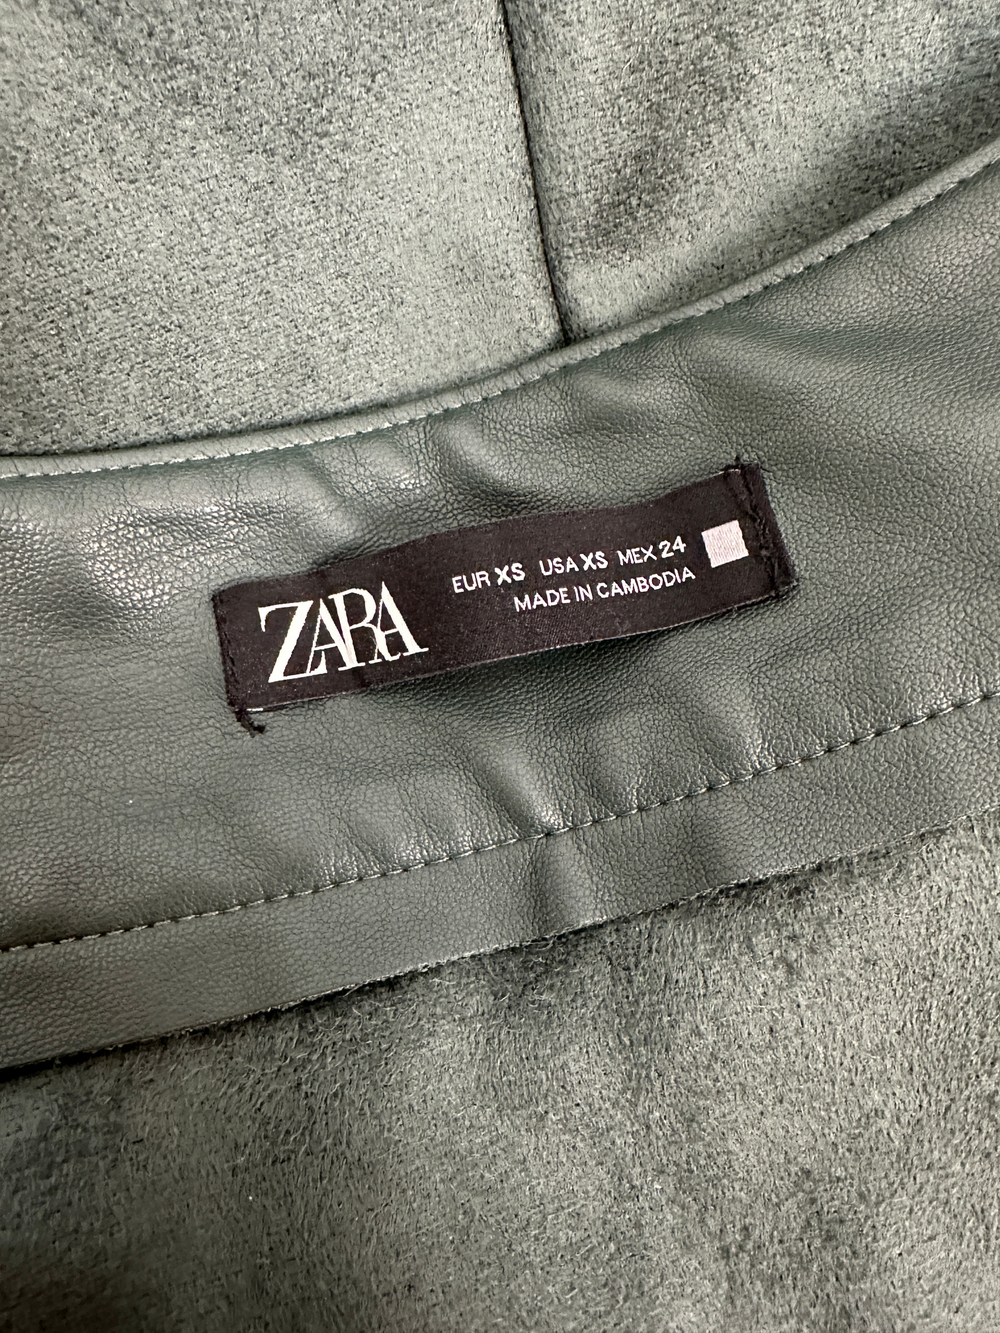 ZARA
EUR XS USA XS MEX 24
MADE IN CAMBODIA